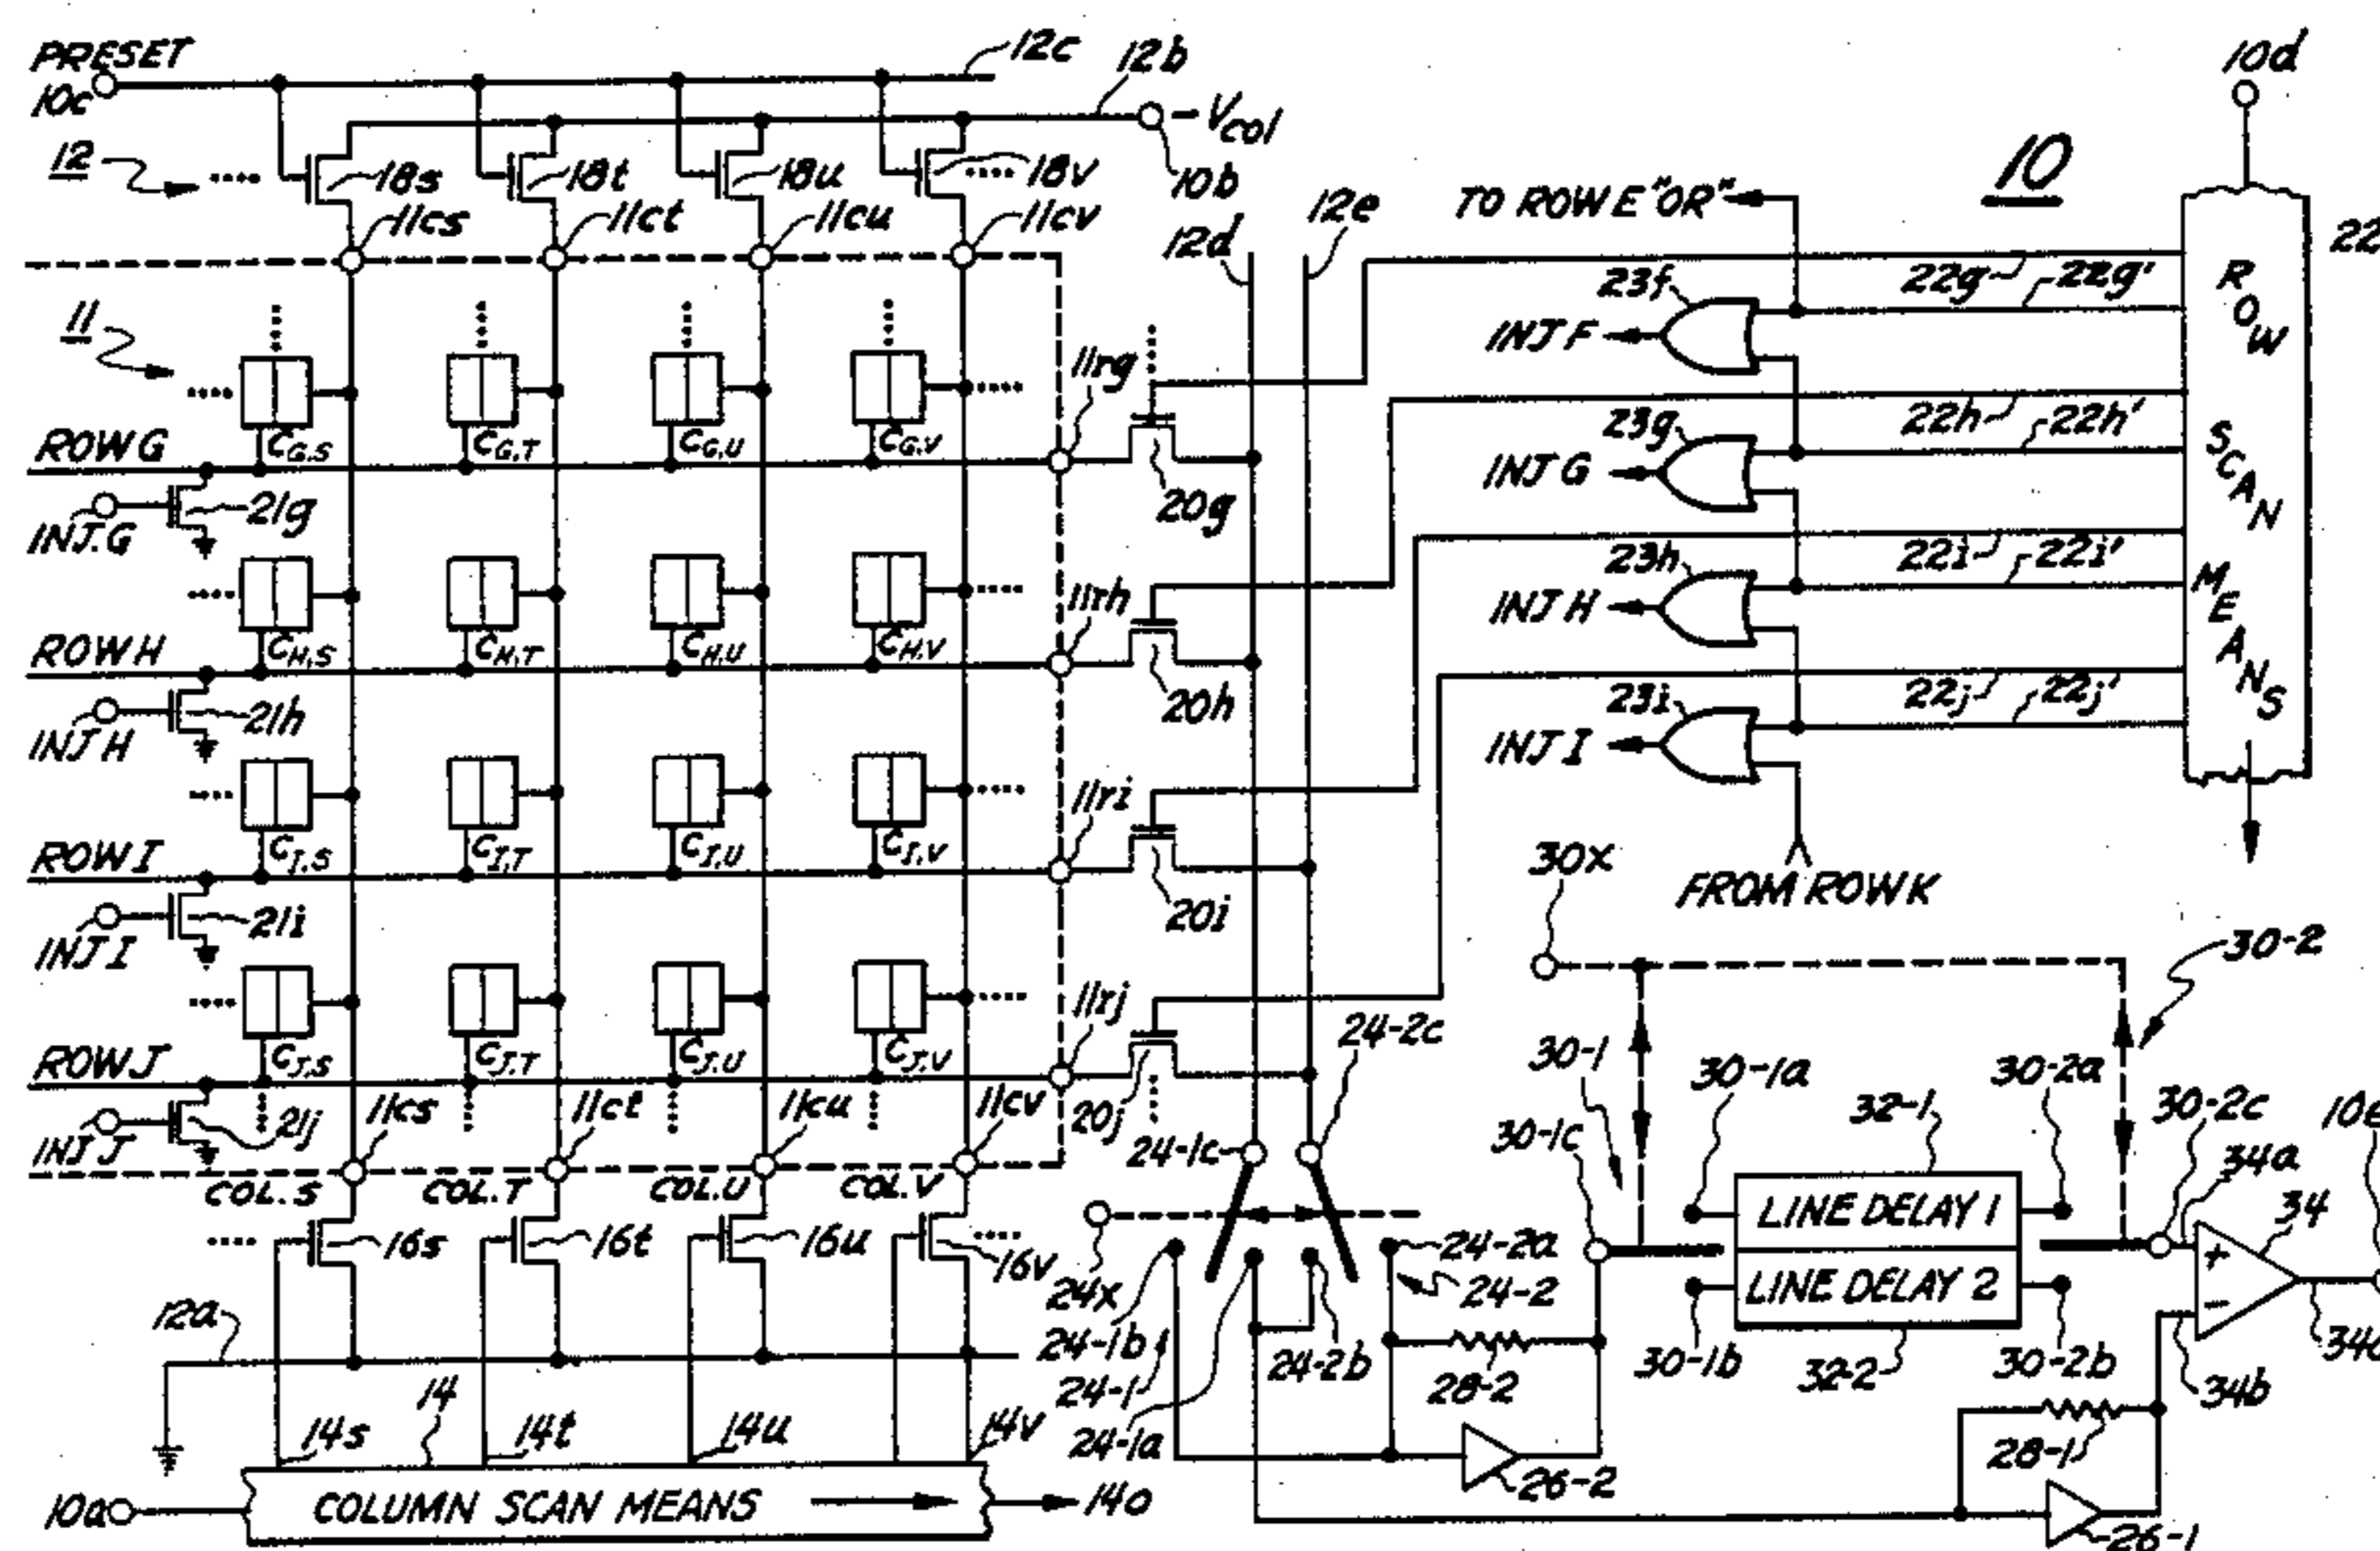 PRESET
10c
12c
12b
-Vcol
10b
12
18s
18t
18u
18v
11cs
11ct
11cu
11cv
12d
12e
TO ROW E "OR"
10
10d
22
ROW SCAN MEANS
11
23f
INJ F
22g
22g'
11rg
ROW G
CG,S
CG,T
CG,U
CG,V
INJ.G
21g
20g
23g
INJ G
22h
22h'
23h
INJ H
22i
22i'
11rh
ROW H
CH,S
CH,T
CH,U
CH,V
INJ H
21h
20h
23i
INJ I
22j
22j'
11ri
ROW I
CI,S
CI,T
CI,U
CI,V
INJ I
21i
20i
30x
FROM ROW K
30-2
11rj
24-2c
ROW J
CJ,S
CJ,T
CJ,U
CJ,V
INJ J
21j
20j
11cs
11ct
11cu
11cv
24-1c
30-1
30-1a
30-2a
30-1c
32-1
30-2c
34a
34
10e
COL.S
COL.T
COL.U
COL.V
16s
16t
16u
16v
24x
24-2a
24-2
LINE DELAY 1
LINE DELAY 2
+
−
12a
24-1b
24-1
24-1a
24-2b
28-2
30-1b
32-2
30-2b
34b
28-1
14s
14
14t
14u
14v
26-2
26-1
10a
COLUMN SCAN MEANS
14o